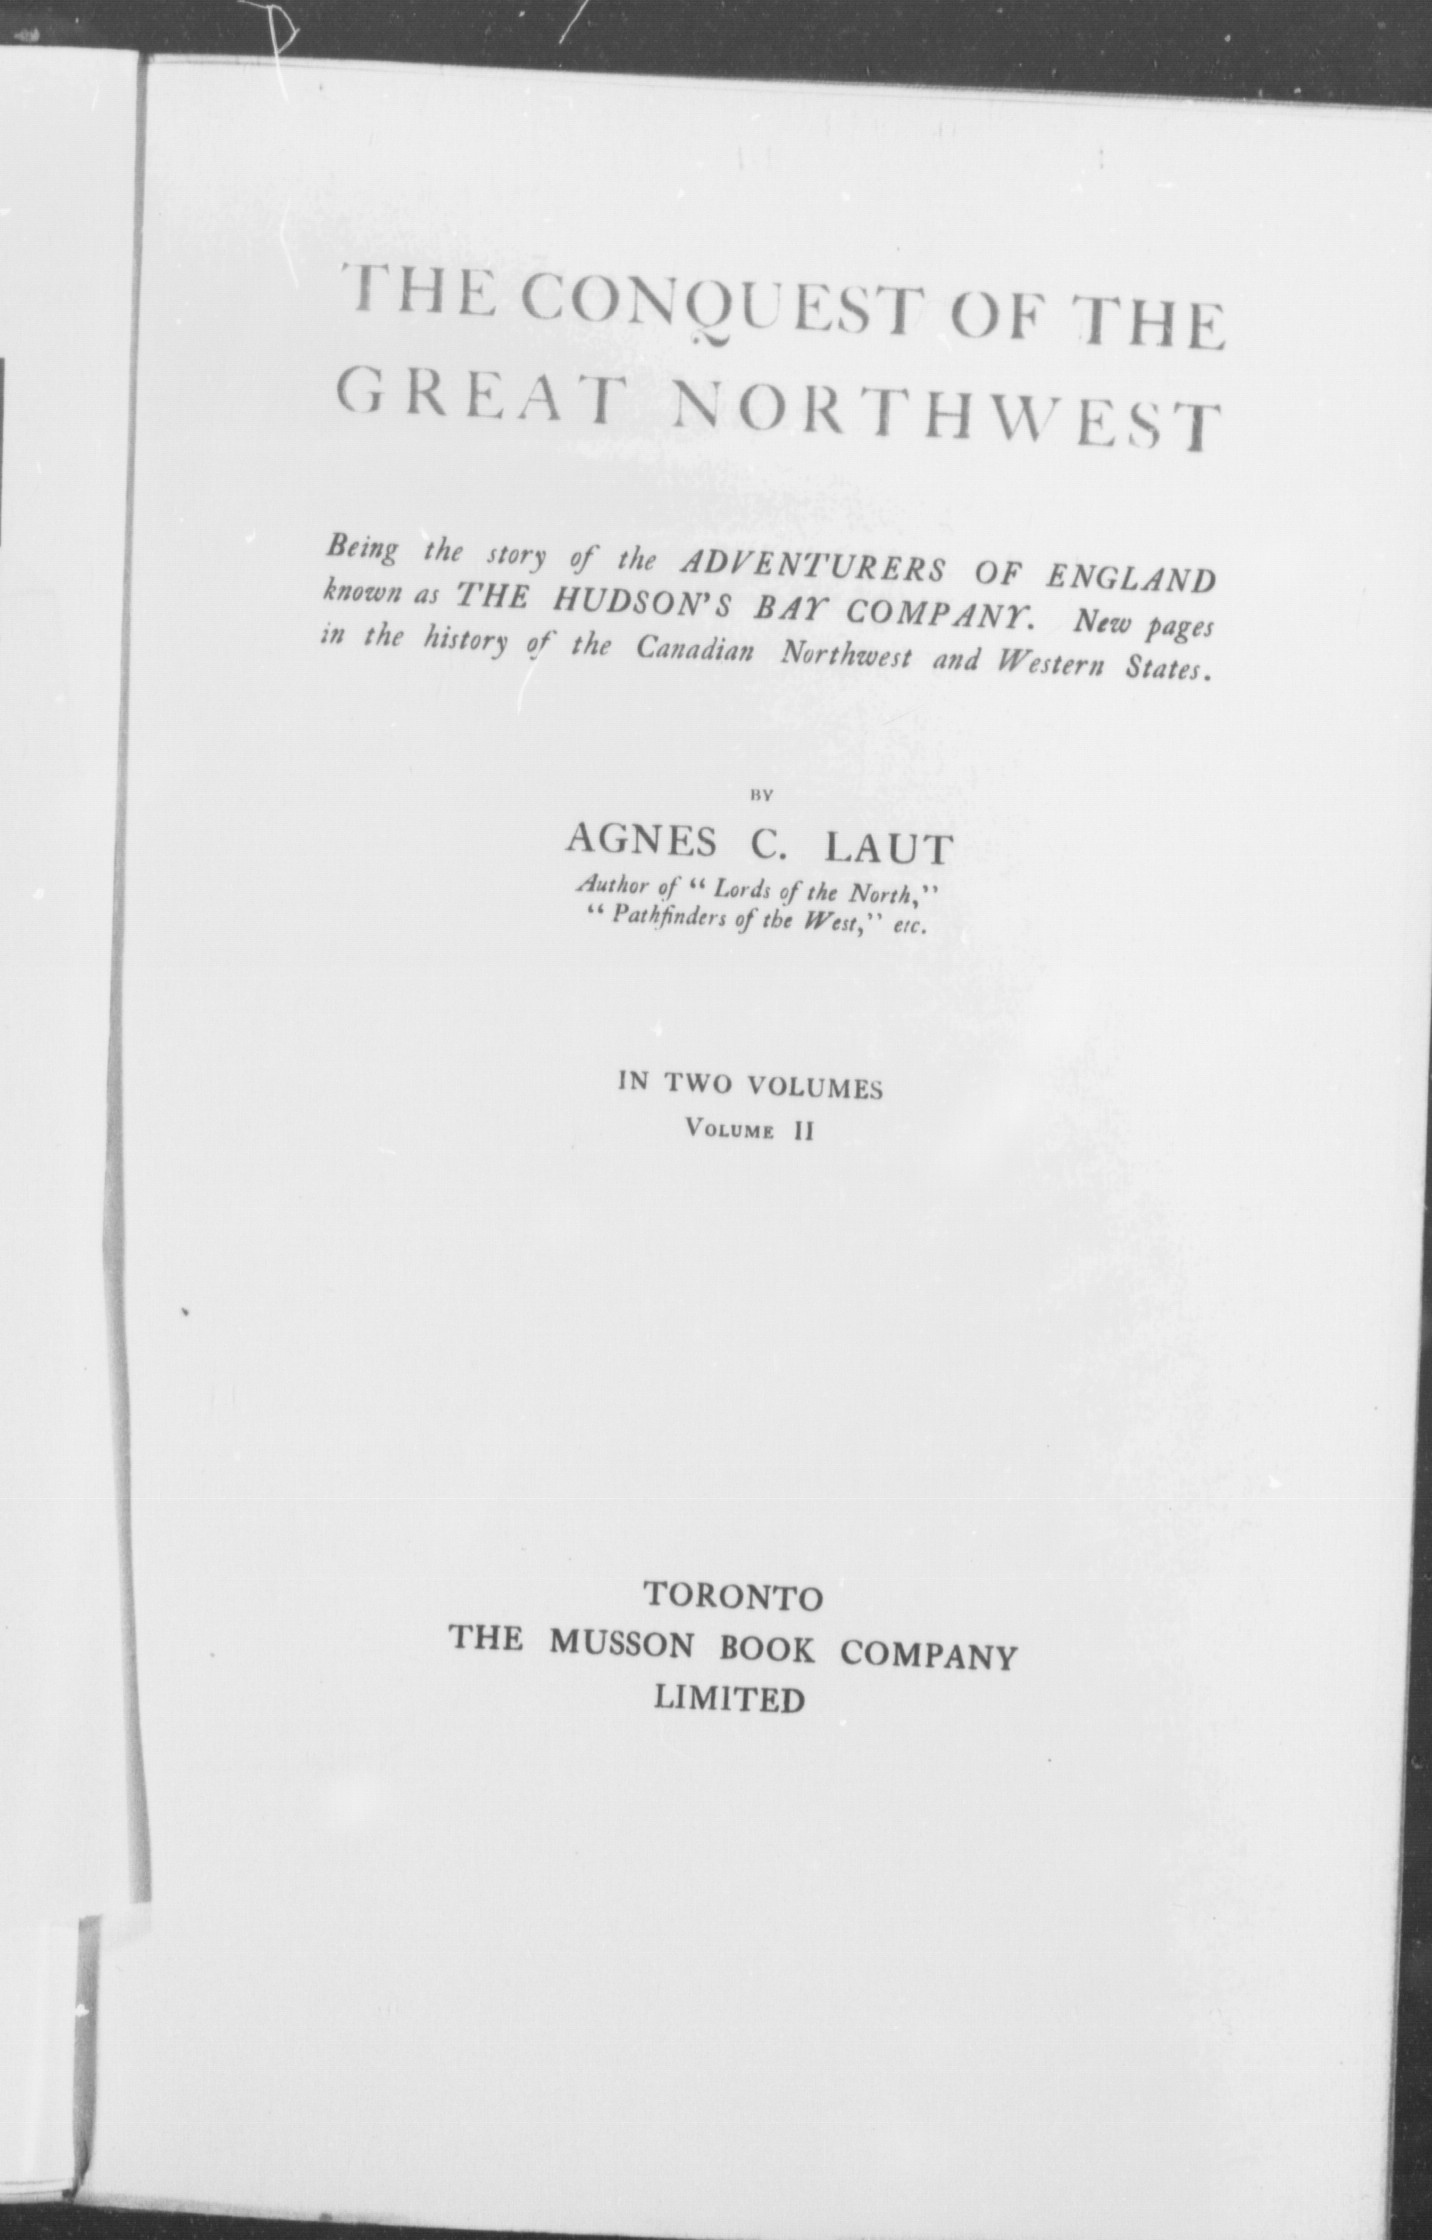 THE CONQUEST OF THE
GREAT NORTHWEST
Being the story of the ADVENTURERS OF ENGLAND
known as THE HUDSON'S BAY COMPANY. New pages
in the history of the Canadian Northwest and Western States.
BY
AGNES C. LAUT
Author of "Lords of the North,"
"Pathfinders of the West," etc.
IN TWO VOLUMES
VOLUME II
TORONTO
THE MUSSON BOOK COMPANY
LIMITED